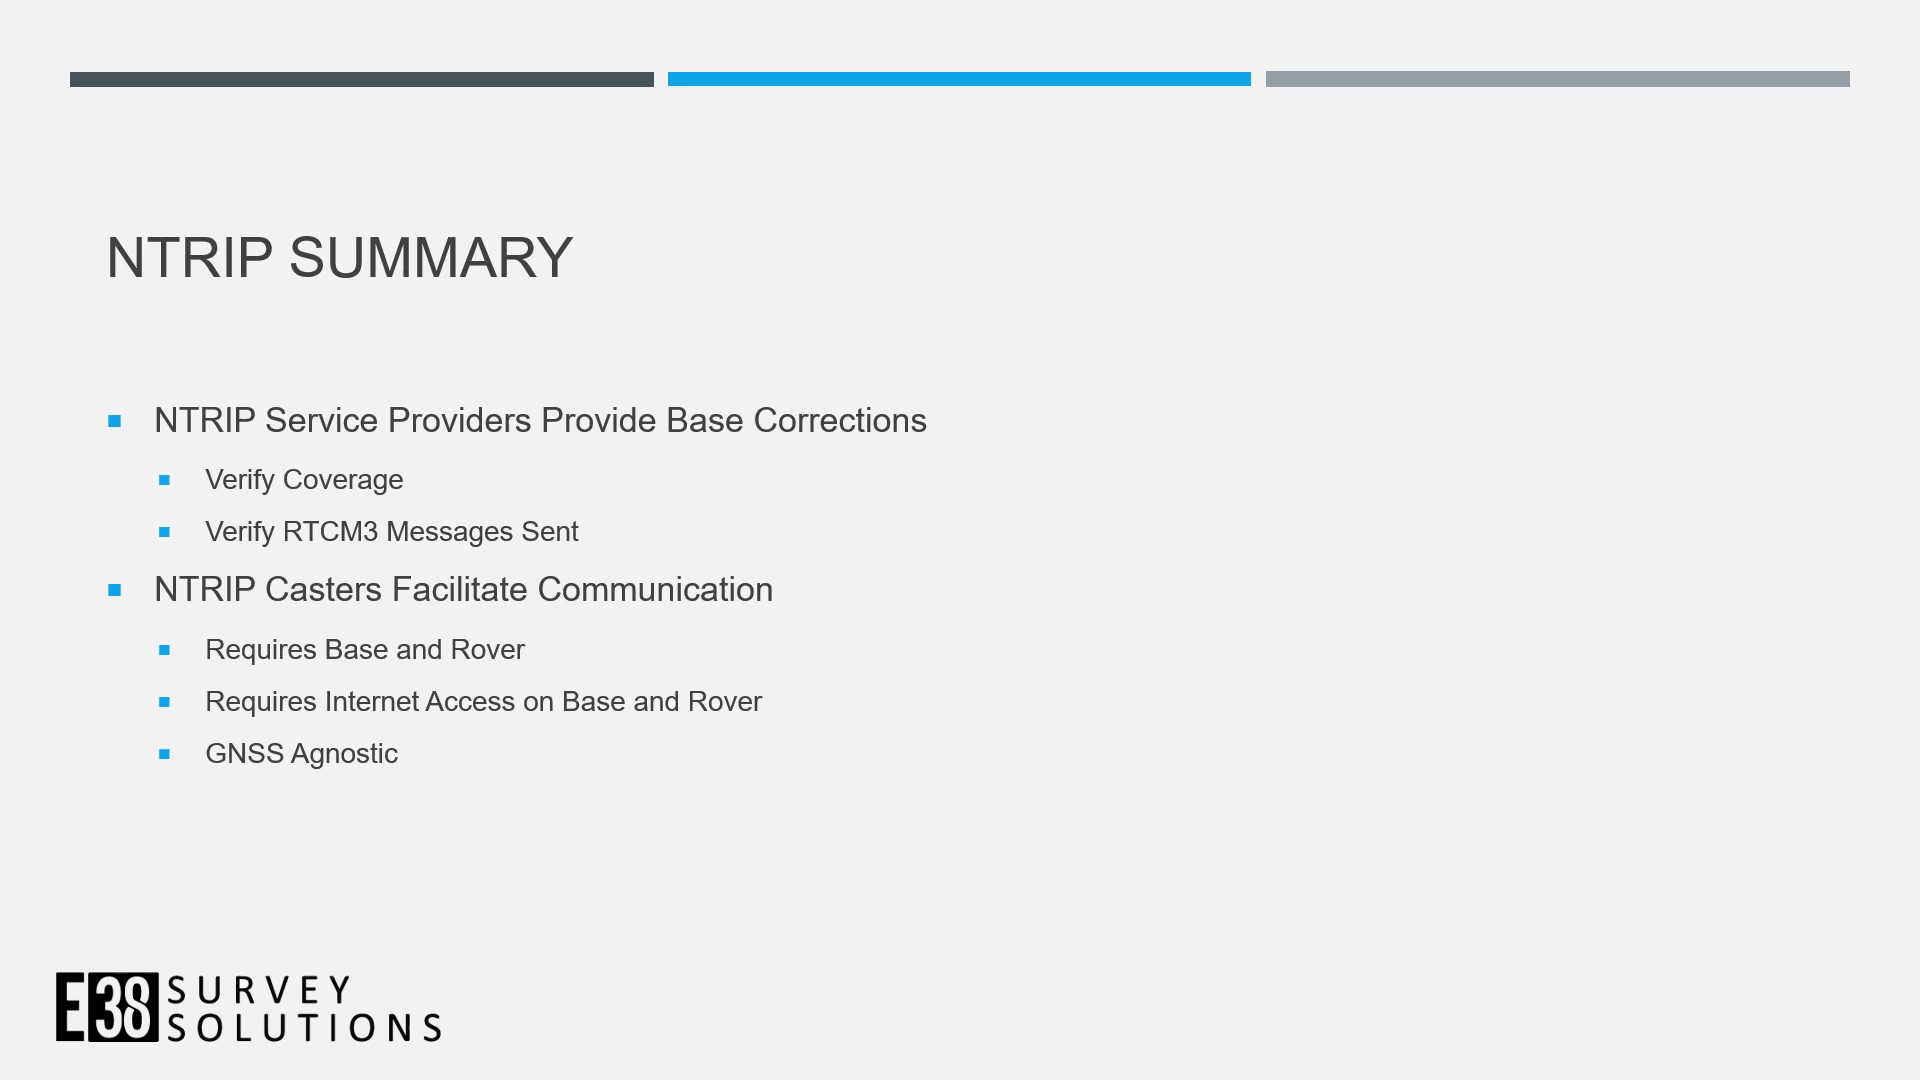 NTRIP SUMMARY
NTRIP Service Providers Provide Base Corrections
Verify Coverage
Verify RTCM3 Messages Sent
NTRIP Casters Facilitate Communication
Requires Base and Rover
Requires Internet Access on Base and Rover
GNSS Agnostic
E38 SURVEY
SOLUTIONS